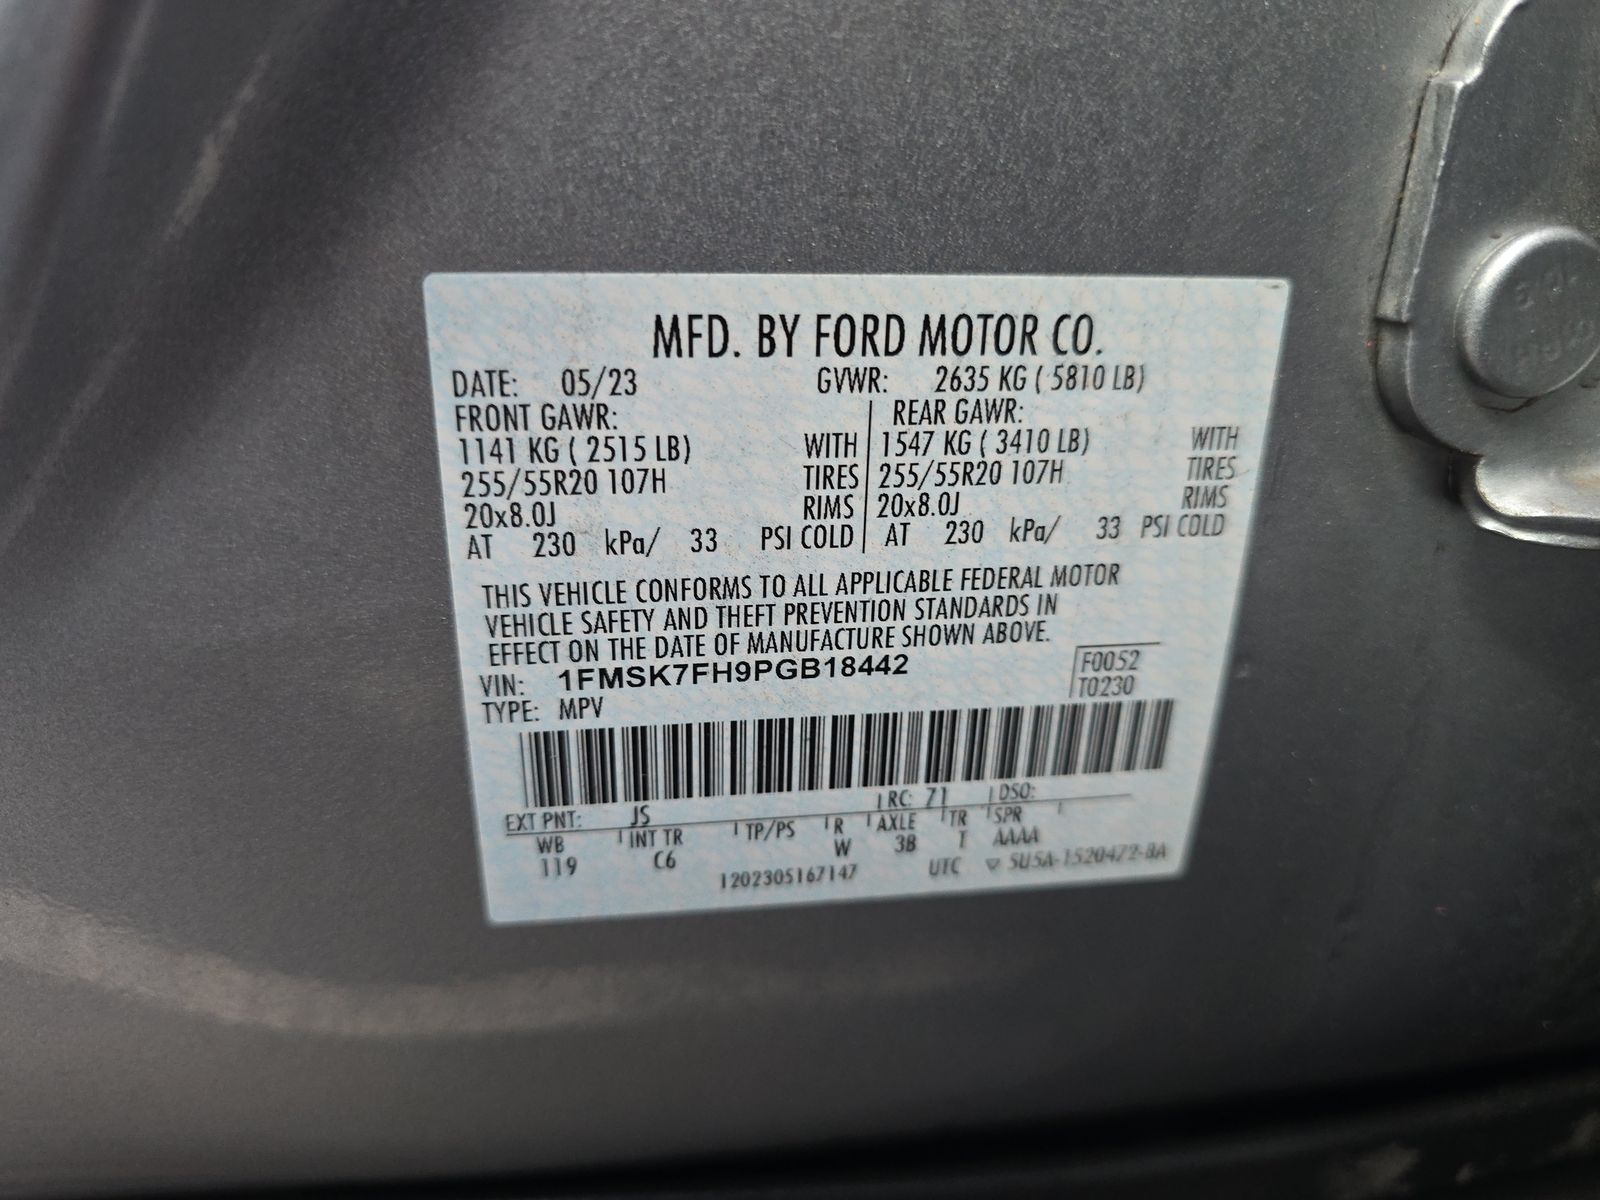 MFD. BY FORD MOTOR CO.
DATE: 05/23 GVWR: 2635 KG ( 5810 LB)
FRONT GAWR: REAR GAWR:
1141 KG ( 2515 LB) WITH 1547 KG ( 3410 LB) WITH
255/55R20 107H TIRES 255/55R20 107H TIRES
20x8.0J RIMS 20x8.0J RIMS
AT 230 kPa/ 33 PSI COLD AT 230 kPa/ 33 PSI COLD
THIS VEHICLE CONFORMS TO ALL APPLICABLE FEDERAL MOTOR
VEHICLE SAFETY AND THEFT PREVENTION STANDARDS IN
EFFECT ON THE DATE OF MANUFACTURE SHOWN ABOVE.
VIN: 1FMSK7FH9PGB18442 F0052
TYPE: MPV T0230
EXT PNT: JS RC: 71 DSO:
WB INT TR TP/PS R AXLE TR SPR
119 C6 W 3B T AAAA
1202305167147 UTC ▽ 5U5A-1520472-BA